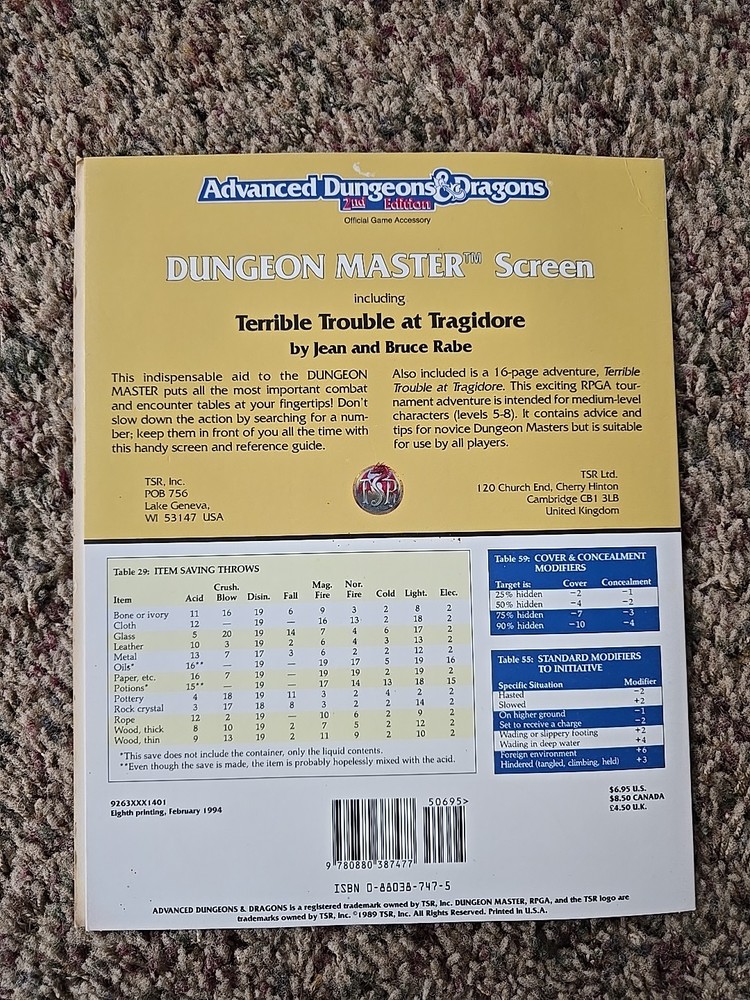 Advanced Dungeons & Dragons
2nd Edition
Official Game Accessory
DUNGEON MASTER™ Screen
including
Terrible Trouble at Tragidore
by Jean and Bruce Rabe
This indispensable aid to the DUNGEON
MASTER puts all the most important combat
and encounter tables at your fingertips! Don't
slow down the action by searching for a num-
ber; keep them in front of you all the time with
this handy screen and reference guide.
Also included is a 16-page adventure, Terrible
Trouble at Tragidore. This exciting RPGA tour-
nament adventure is intended for medium-level
characters (levels 5-8). It contains advice and
tips for novice Dungeon Masters but is suitable
for use by all players.
TSR, Inc.
POB 756
Lake Geneva,
WI 53147 USA
TSR
TSR Ltd.
120 Church End, Cherry Hinton
Cambridge CB1 3LB
United Kingdom
Table 29: ITEM SAVING THROWS
Crush. Mag. Nor.
Item Acid Blow Disin. Fall Fire Fire Cold Light. Elec.
Bone or ivory 11 16 19 6 9 3 2 8 2
Cloth 12 — 19 — 16 13 2 18 2
Glass 5 20 19 14 7 4 6 17 2
Leather 10 3 19 2 6 4 3 13 2
Metal 13 7 17 3 6 2 2 12 2
Oils* 16** — 19 — 19 17 5 19 16
Paper, etc. 16 7 19 — 19 19 2 19 2
Potions* 15** — 19 — 17 14 13 18 15
Pottery 4 18 19 11 3 2 4 2 2
Rock crystal 3 17 18 8 3 2 2 14 2
Rope 12 2 19 — 10 6 2 9 2
Wood, thick 8 10 19 2 7 5 2 12 2
Wood, thin 9 13 19 2 11 9 2 10 2
*This save does not include the container, only the liquid contents.
**Even though the save is made, the item is probably hopelessly mixed with the acid.
Table 59: COVER & CONCEALMENT
MODIFIERS
Target is: Cover Concealment
25% hidden −2 −1
50% hidden −4 −2
75% hidden −7 −3
90% hidden −10 −4
Table 55: STANDARD MODIFIERS
TO INITIATIVE
Specific Situation Modifier
Hasted −2
Slowed +2
On higher ground −1
Set to receive a charge −2
Wading or slippery footing +2
Wading in deep water +4
Foreign environment +6
Hindered (tangled, climbing, held) +3
9263XXX1401
Eighth printing, February 1994
50695>
9 780880 387477
ISBN 0-88038-747-5
$6.95 U.S.
$8.50 CANADA
£4.50 U.K.
ADVANCED DUNGEONS & DRAGONS is a registered trademark owned by TSR, Inc. DUNGEON MASTER, RPGA, and the TSR logo are
trademarks owned by TSR, Inc. ©1989 TSR, Inc. All Rights Reserved. Printed in U.S.A.